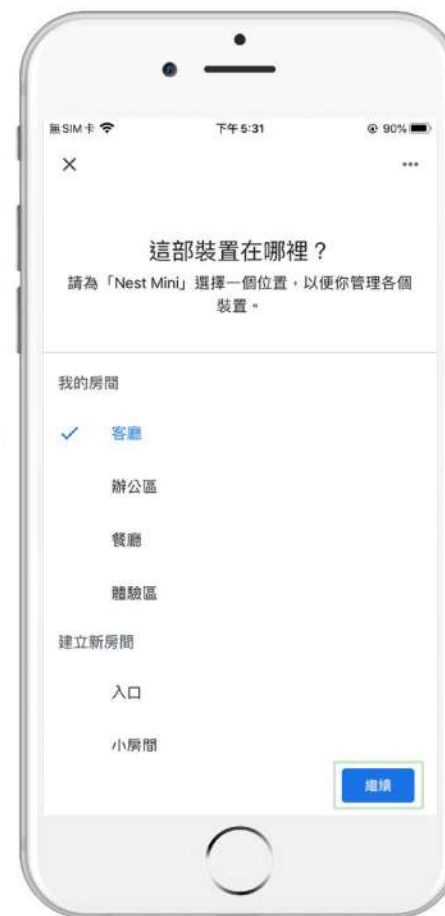 無SIM卡
下午5:31
90%
這部裝置在哪裡？
請為「Nest Mini」選擇一個位置，以便你管理各個
裝置。
我的房間
客廳
辦公區
餐廳
體驗區
建立新房間
入口
小房間
繼續